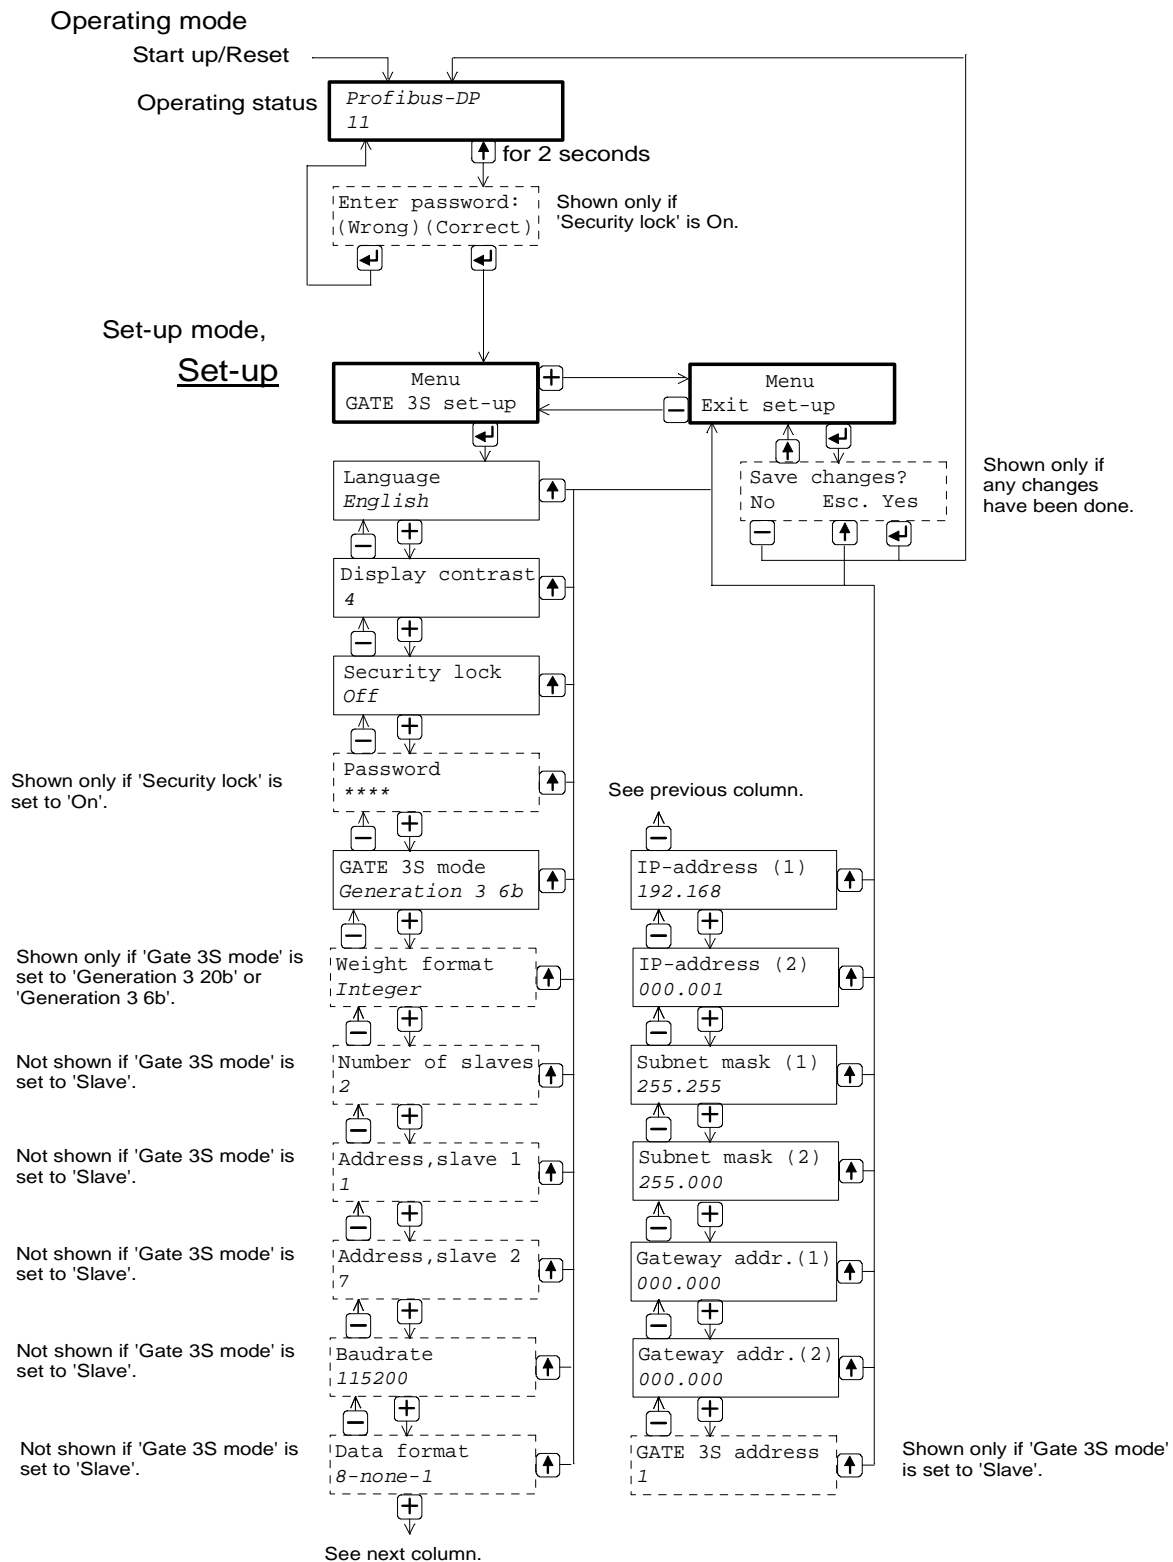 Operating mode
Start up/Reset
Operating status
Profibus-DP
11
for 2 seconds
Enter password:
(Wrong)(Correct)
Shown only if
'Security lock' is On.
Set-up mode,
Set-up
Menu
GATE 3S set-up
Menu
Exit set-up
Save changes?
No Esc. Yes
Shown only if
any changes
have been done.
Language
English
Display contrast
4
Security lock
Off
Shown only if 'Security lock' is
set to 'On'.
Password
****
GATE 3S mode
Generation 3 6b
Shown only if 'Gate 3S mode' is
set to 'Generation 3 20b' or
'Generation 3 6b'.
Weight format
Integer
Not shown if 'Gate 3S mode' is
set to 'Slave'.
Number of slaves
2
Not shown if 'Gate 3S mode' is
set to 'Slave'.
Address,slave 1
1
Not shown if 'Gate 3S mode' is
set to 'Slave'.
Address,slave 2
7
Not shown if 'Gate 3S mode' is
set to 'Slave'.
Baudrate
115200
Not shown if 'Gate 3S mode' is
set to 'Slave'.
Data format
8-none-1
See next column.
See previous column.
IP-address (1)
192.168
IP-address (2)
000.001
Subnet mask (1)
255.255
Subnet mask (2)
255.000
Gateway addr.(1)
000.000
Gateway addr.(2)
000.000
GATE 3S address
1
Shown only if 'Gate 3S mode'
is set to 'Slave'.